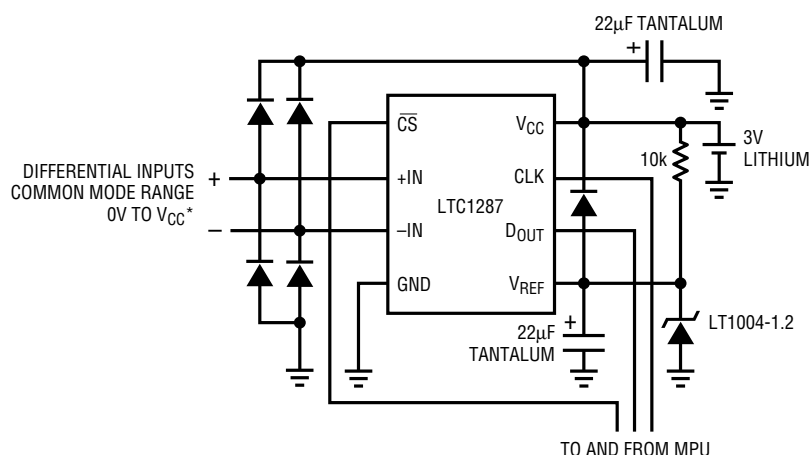 22µF TANTALUM
+
C̅S̅
VCC
3V
LITHIUM
10k
DIFFERENTIAL INPUTS
COMMON MODE RANGE
0V TO VCC*
+
–
+IN
CLK
LTC1287
–IN
DOUT
GND
VREF
LT1004-1.2
22µF
TANTALUM
+
TO AND FROM MPU